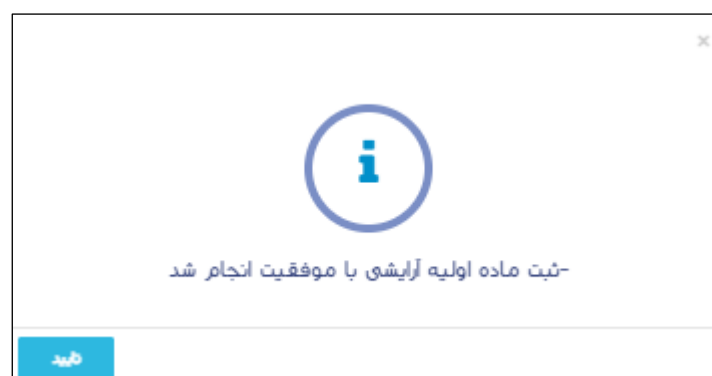 ×
-ثبت ماده اولیه آرایشی با موفقیت انجام شد
تایید